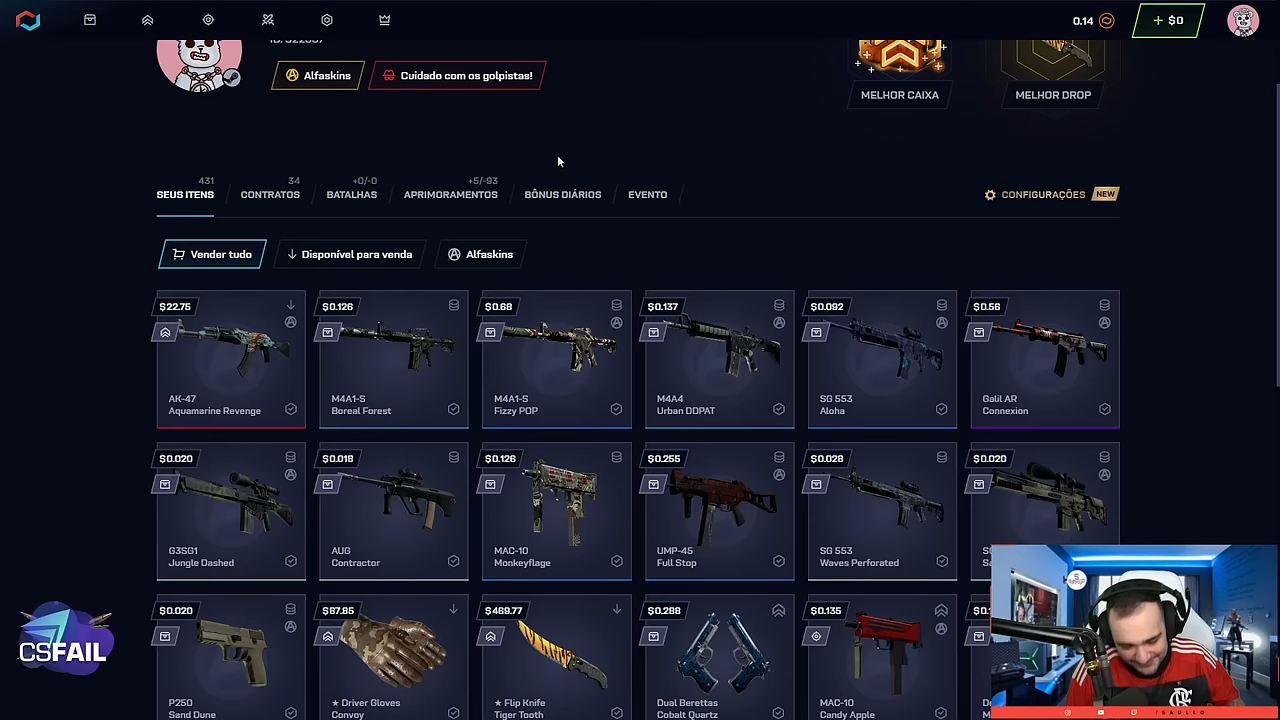 0.14
+ $0
Alfaskins
Cuidado com os golpistas!
MELHOR CAIXA
MELHOR DROP
431
34
+0/-0
+5/-93
SEUS ITENS
CONTRATOS
BATALHAS
APRIMORAMENTOS
BÔNUS DIÁRIOS
EVENTO
CONFIGURAÇÕES NEW
Vender tudo
Disponível para venda
Alfaskins
$22.75
AK-47
Aquamarine Revenge
$0.126
M4A1-S
Boreal Forest
$0.68
M4A1-S
Fizzy POP
$0.137
M4A4
Urban DDPAT
$0.092
SG 553
Aloha
$0.56
Galil AR
Connexion
$0.020
G3SG1
Jungle Dashed
$0.018
AUG
Contractor
$0.126
MAC-10
Monkeyflage
$0.255
UMP-45
Full Stop
$0.028
SG 553
Waves Perforated
$0.020
$0.020
P250
Sand Dune
$87.85
★ Driver Gloves
Convoy
$469.77
★ Flip Knife
Tiger Tooth
$0.288
Dual Berettas
Cobalt Quartz
$0.135
MAC-10
Candy Apple
CSFAIL
/SAULLO